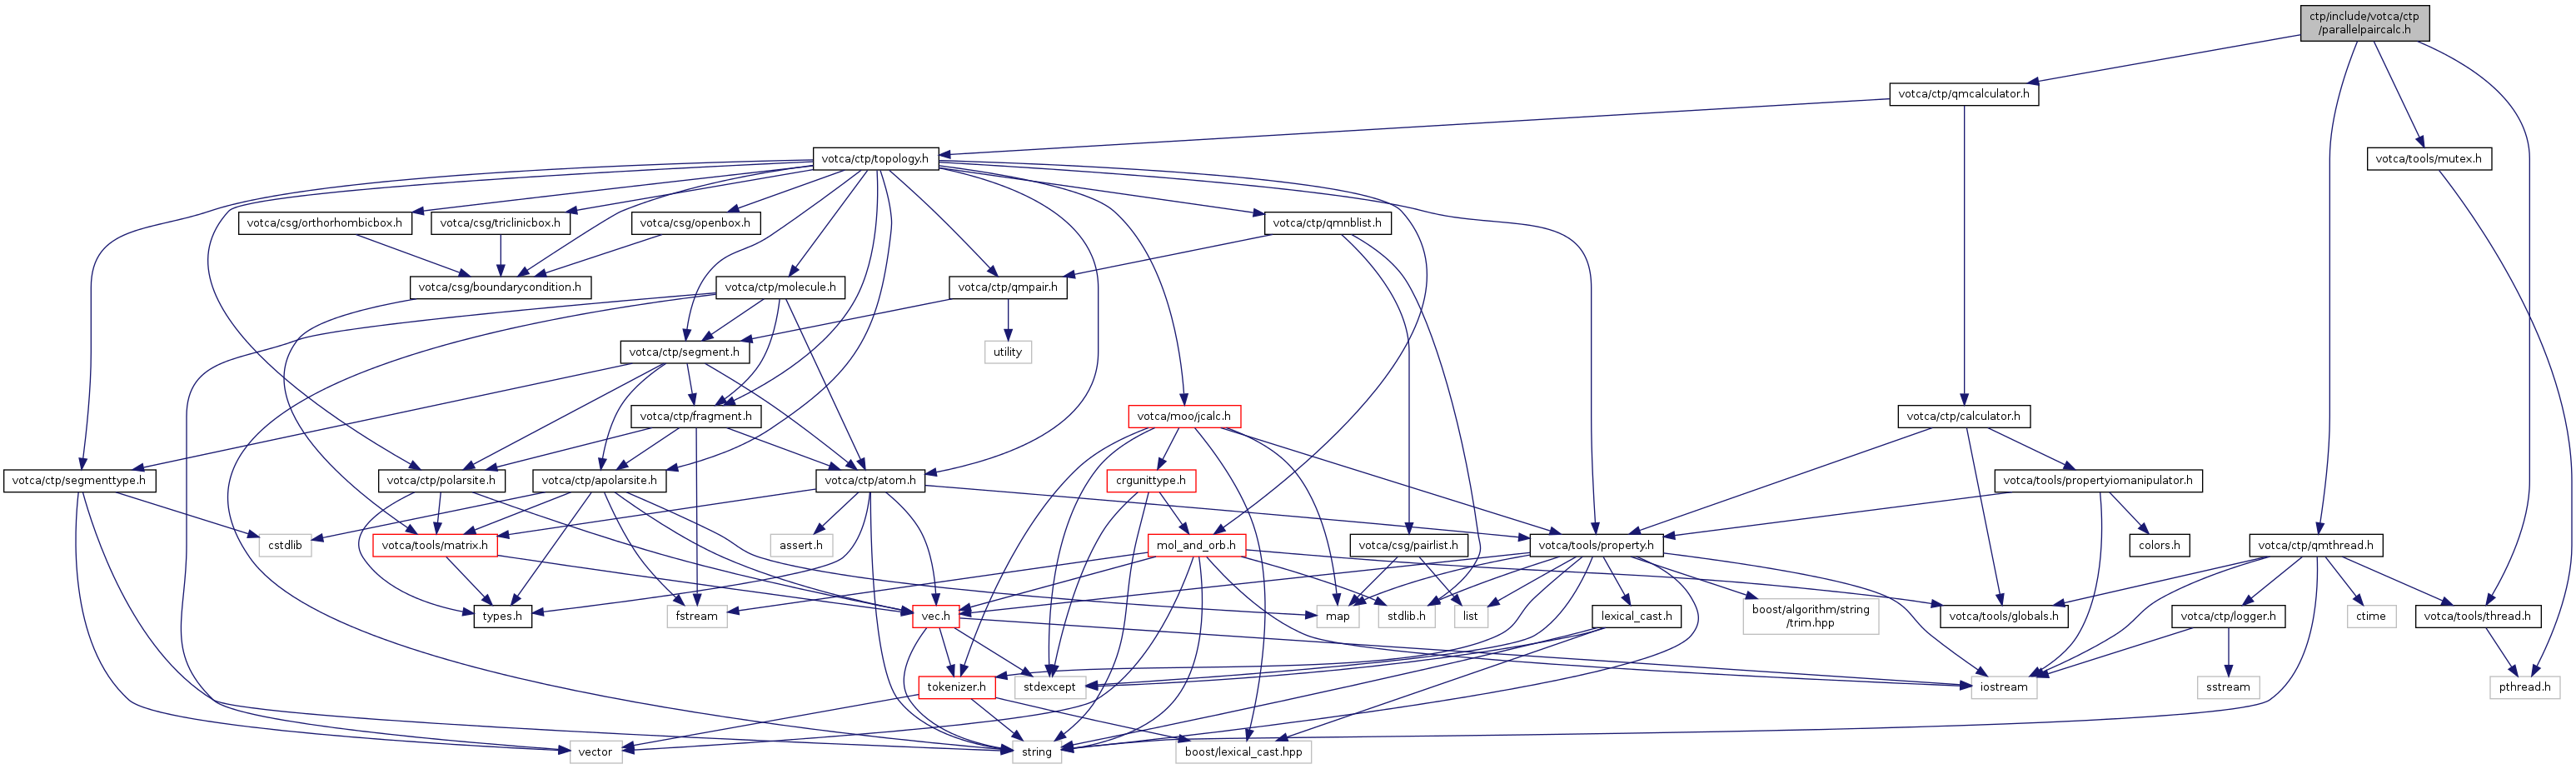 ctp/include/votca/ctp
/parallelpaircalc.h
votca/ctp/qmcalculator.h
votca/ctp/topology.h
votca/tools/mutex.h
votca/csg/orthorhombicbox.h
votca/csg/triclinicbox.h
votca/csg/openbox.h
votca/ctp/qmnblist.h
votca/csg/boundarycondition.h
votca/ctp/molecule.h
votca/ctp/qmpair.h
votca/ctp/segment.h
utility
votca/ctp/fragment.h
votca/moo/jcalc.h
votca/ctp/calculator.h
votca/ctp/segmenttype.h
votca/ctp/polarsite.h
votca/ctp/apolarsite.h
votca/ctp/atom.h
crgunittype.h
votca/tools/propertyiomanipulator.h
cstdlib
votca/tools/matrix.h
assert.h
mol_and_orb.h
votca/csg/pairlist.h
votca/tools/property.h
colors.h
votca/ctp/qmthread.h
types.h
fstream
vec.h
map
stdlib.h
list
lexical_cast.h
boost/algorithm/string
/trim.hpp
votca/tools/globals.h
votca/ctp/logger.h
ctime
votca/tools/thread.h
tokenizer.h
stdexcept
iostream
sstream
pthread.h
vector
string
boost/lexical_cast.hpp